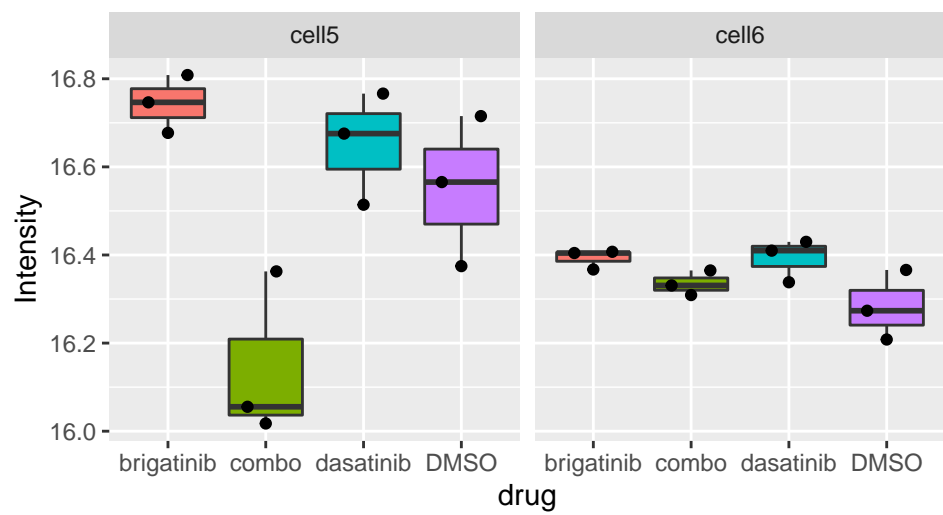 cell5 cell6
Intensity
16.8
16.6
16.4
16.2
16.0
brigatinib combo dasatinib DMSO brigatinib combo dasatinib DMSO
drug